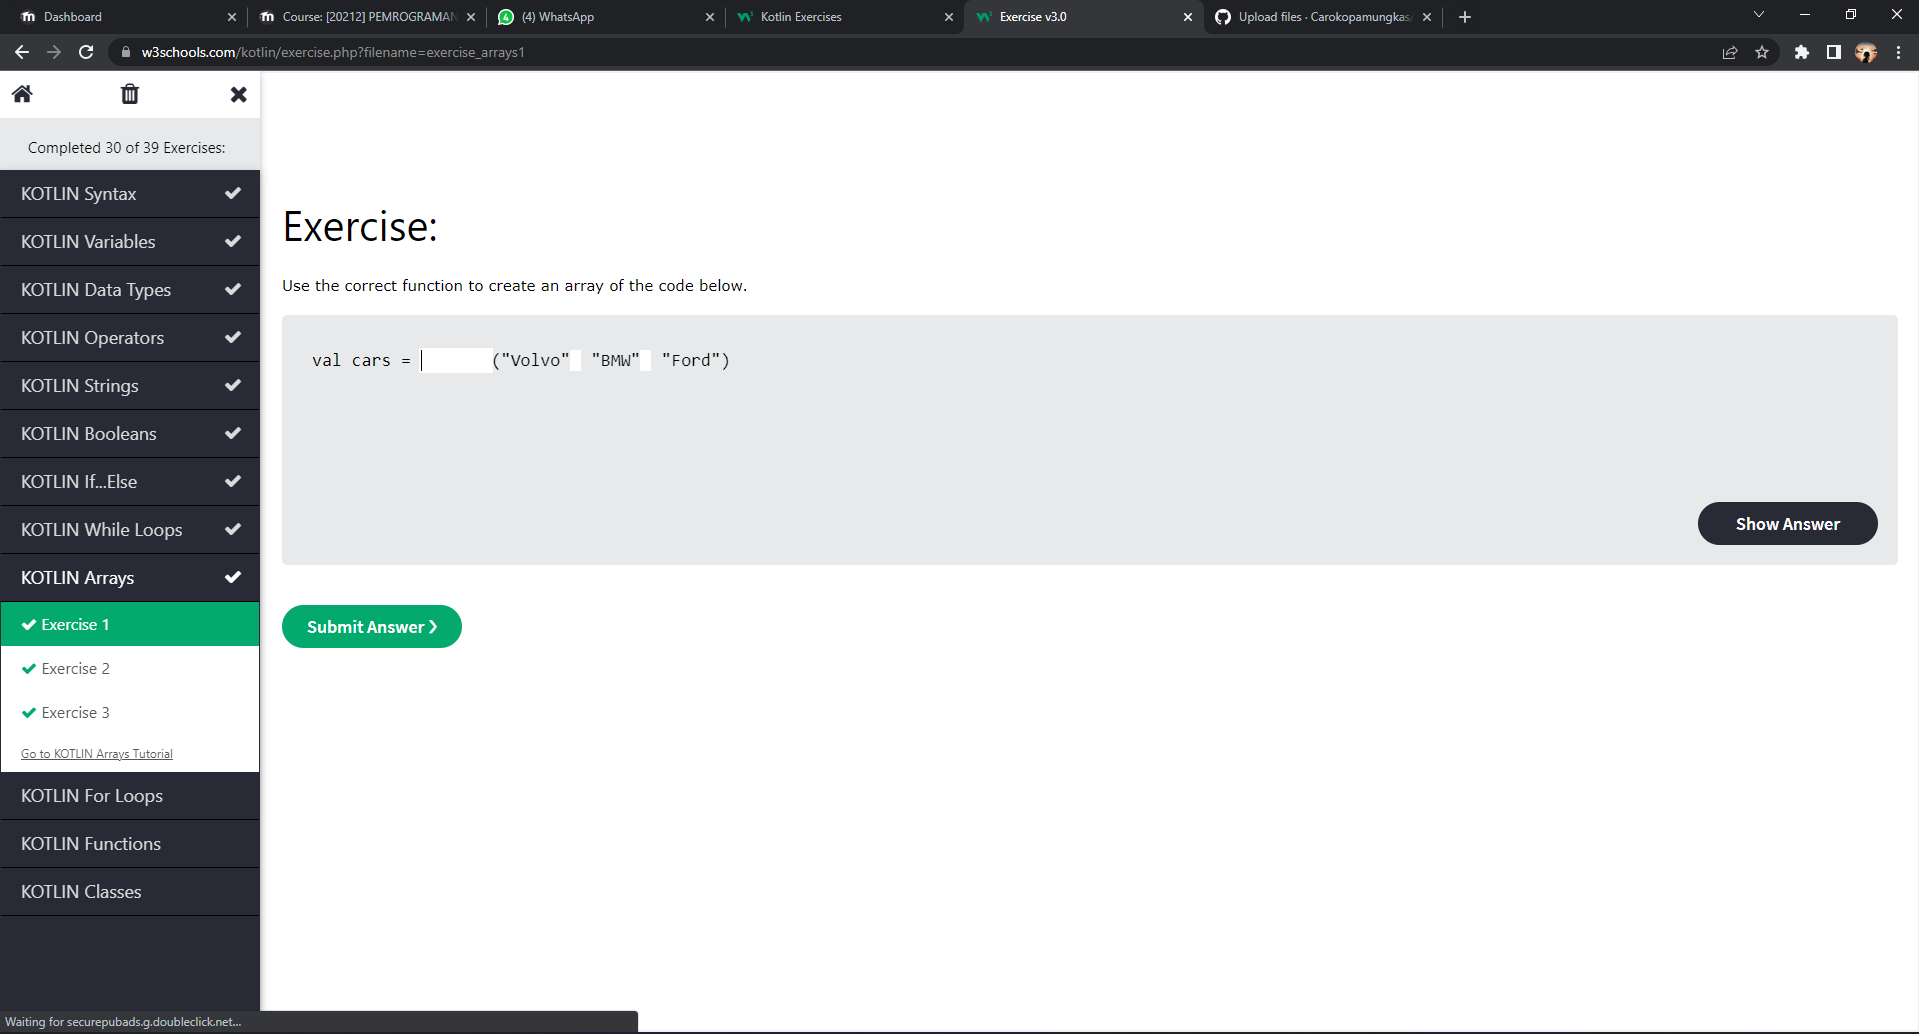 Dashboard
Course: [20212] PEMROGRAMAN
(4) WhatsApp
Kotlin Exercises
Exercise v3.0
Upload files · Carokopamungkas/
w3schools.com/kotlin/exercise.php?filename=exercise_arrays1
Completed 30 of 39 Exercises:
KOTLIN Syntax
KOTLIN Variables
KOTLIN Data Types
KOTLIN Operators
KOTLIN Strings
KOTLIN Booleans
KOTLIN If...Else
KOTLIN While Loops
KOTLIN Arrays
Exercise 1
Exercise 2
Exercise 3
Go to KOTLIN Arrays Tutorial
KOTLIN For Loops
KOTLIN Functions
KOTLIN Classes
Exercise:
Use the correct function to create an array of the code below.
val cars = ("Volvo" "BMW" "Ford")
Show Answer
Submit Answer ❯
Waiting for securepubads.g.doubleclick.net...